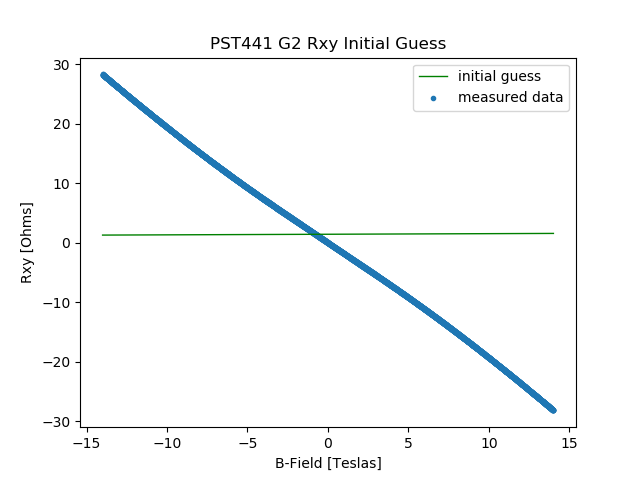 PST441 G2 Rxy Initial Guess
initial guess
measured data
30
20
10
0
−10
−20
−30
Rxy [Ohms]
−15
−10
−5
0
5
10
15
B-Field [Teslas]